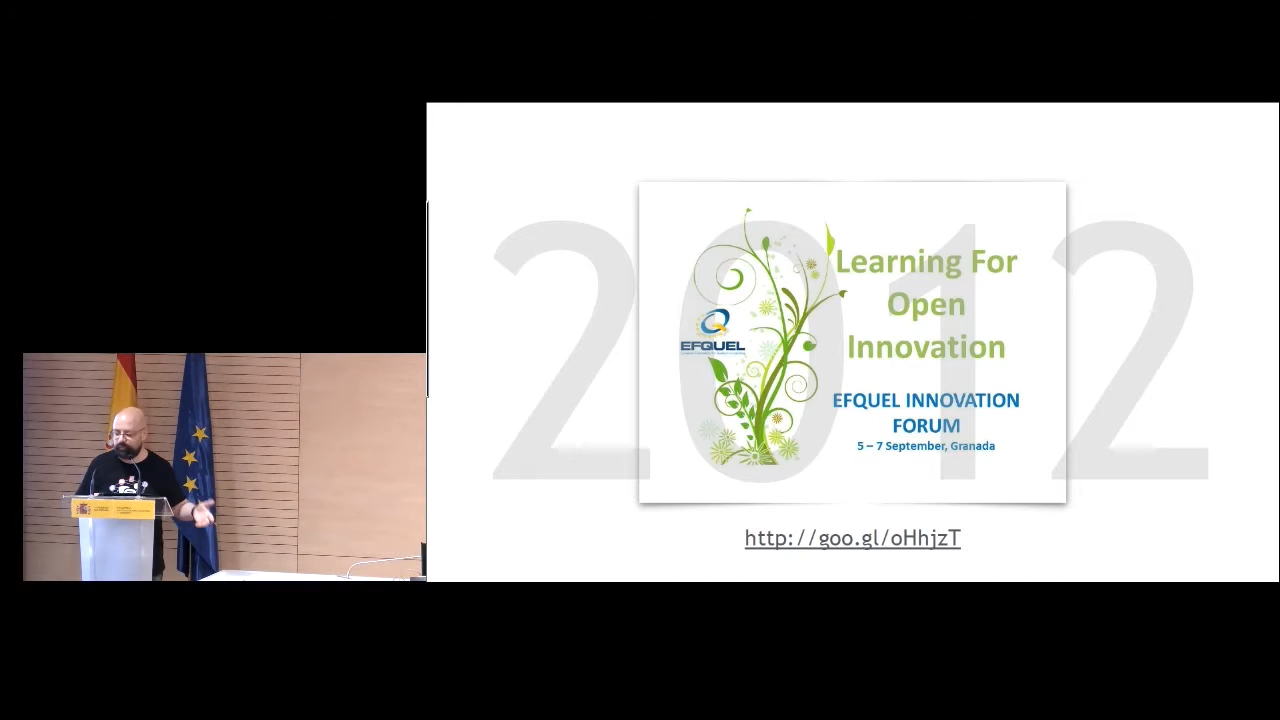 2012
Learning For
Open
Innovation
EFQUEL
EFQUEL INNOVATION
FORUM
5 – 7 September, Granada
http://goo.gl/oHhjzT